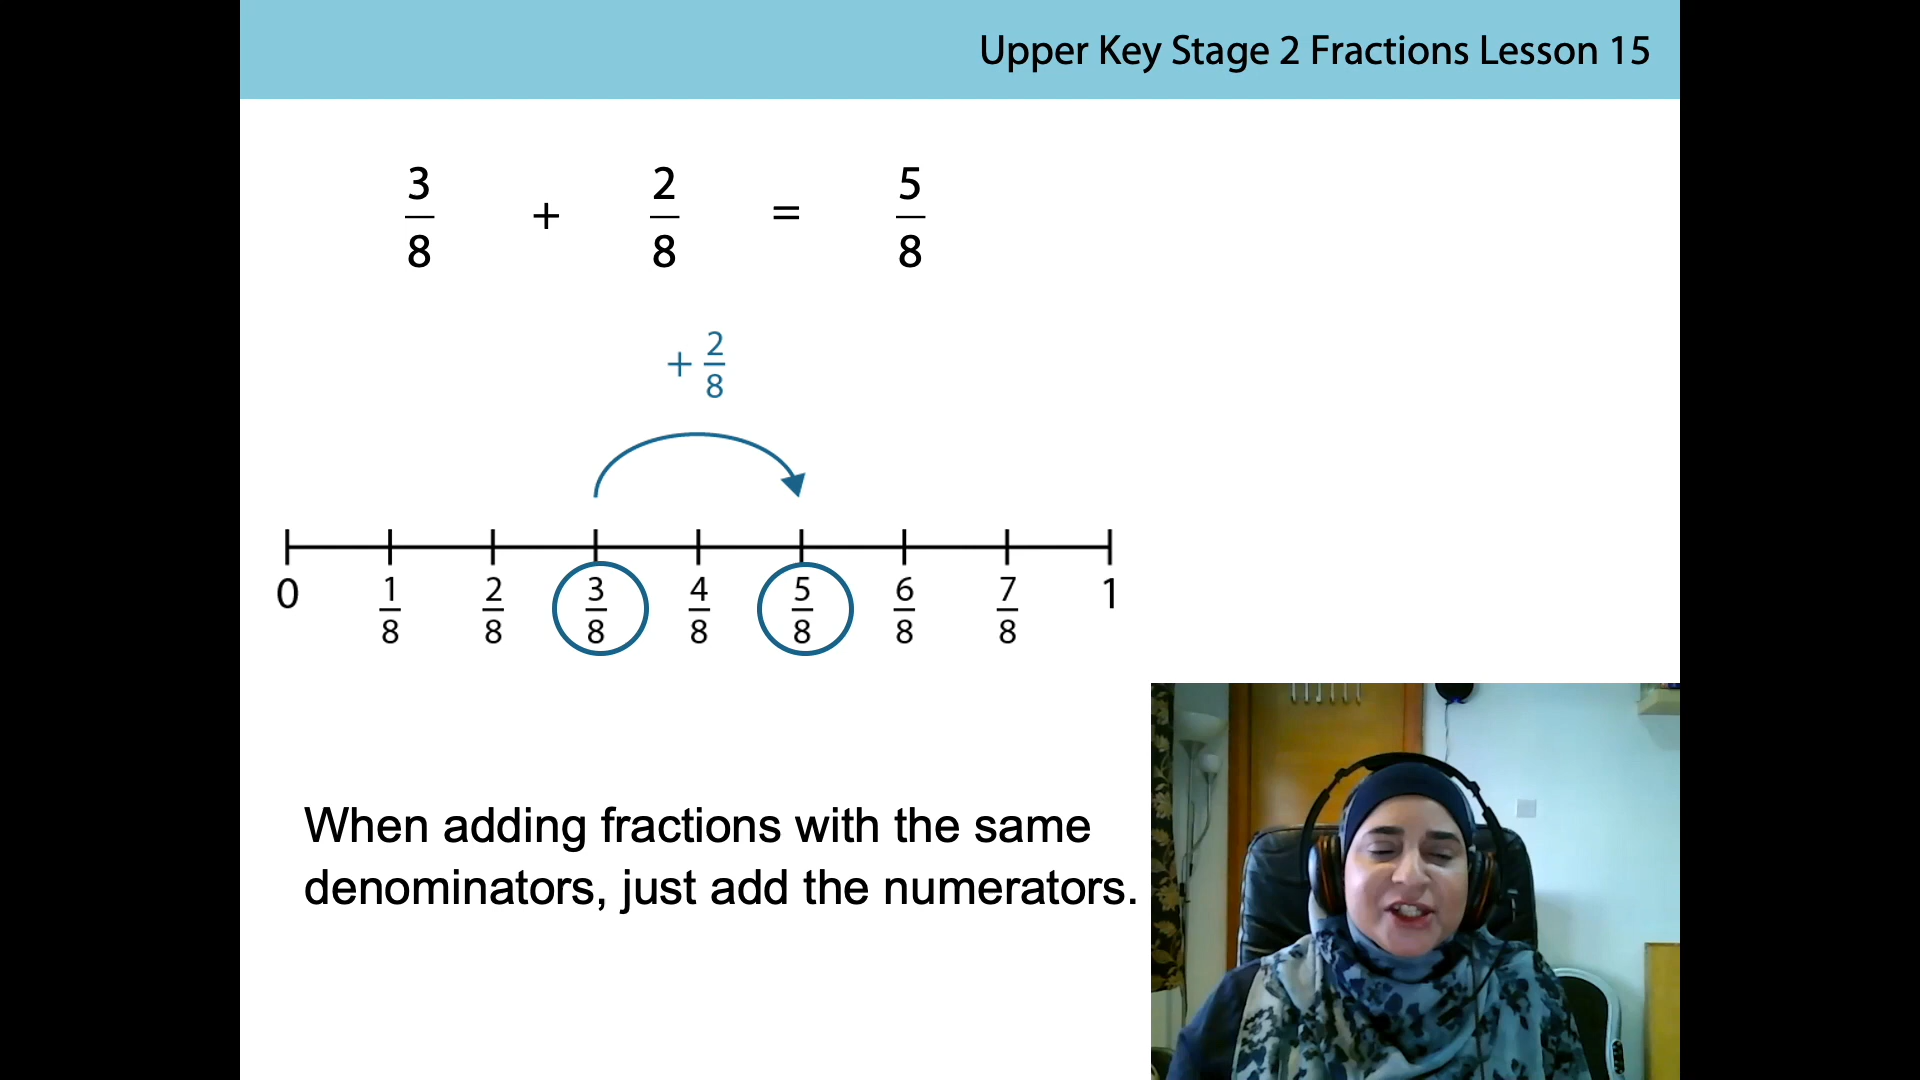 Upper Key Stage 2 Fractions Lesson 15
3/8 + 2/8 = 5/8
+ 2/8
0 1/8 2/8 3/8 4/8 5/8 6/8 7/8 1
When adding fractions with the same
denominators, just add the numerators.